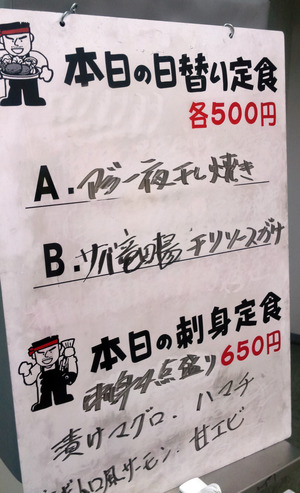 本日の日替り定食
各500円
A. 一夜干し焼き
B. サバ竜田揚 チリソースがけ
本日の刺身定食
刺身4点盛り 650円
漬けマグロ、ハマチ
トロ風サーモン、甘エビ